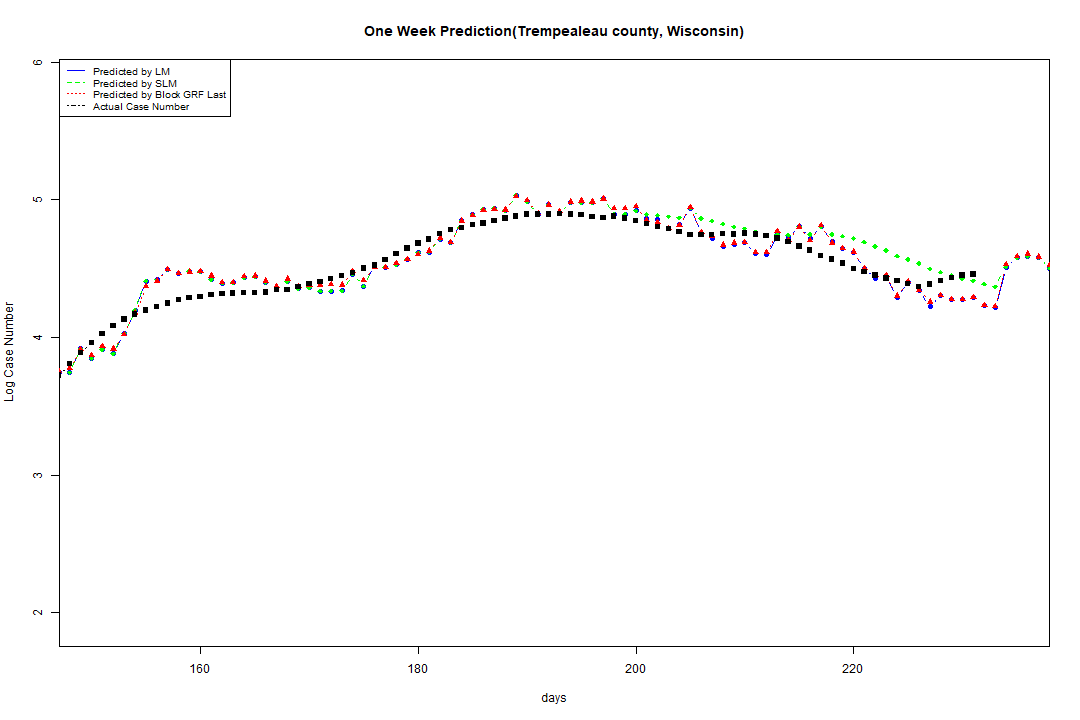 One Week Prediction(Trempealeau county, Wisconsin)
Predicted by LM
Predicted by SLM
Predicted by Block GRF Last
Actual Case Number
6
5
4
3
2
Log Case Number
160
180
200
220
days